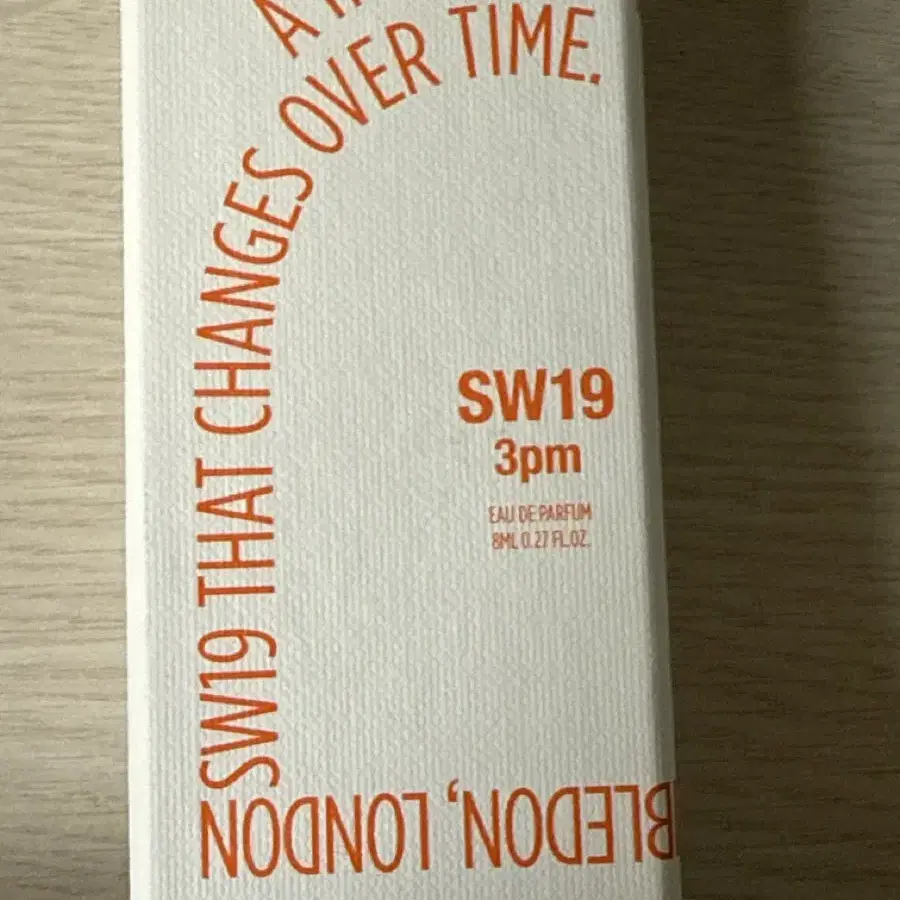 BLEDON, LONDON
SW19 THAT CHANGES OVER TIME.
A
SW19
3pm
EAU DE PARFUM
8ML 0.27 FL.OZ.